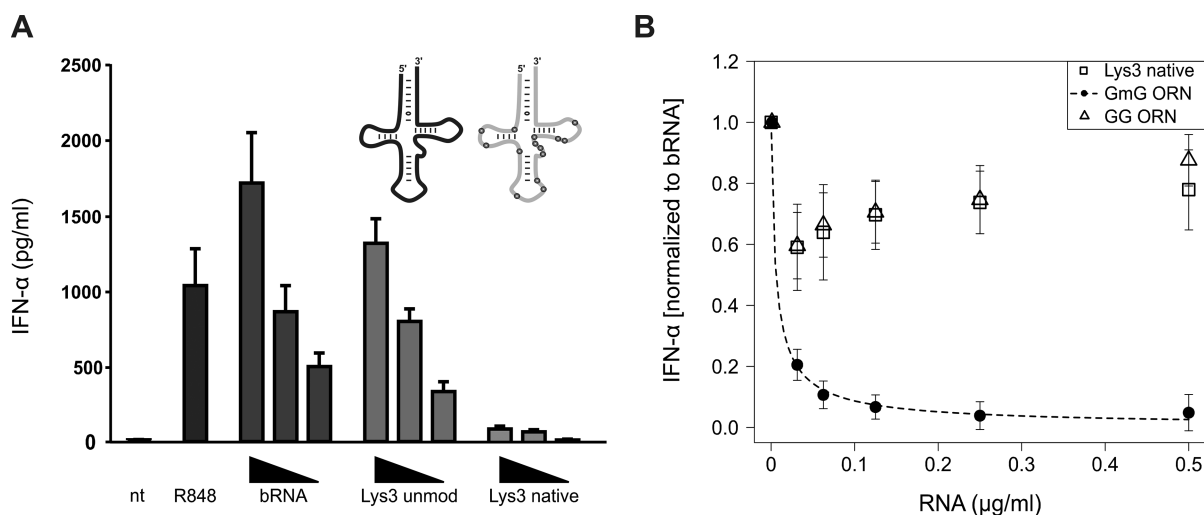 A
IFN-α (pg/ml)
2500
2000
1500
1000
500
0
5' 3'
5' 3'
nt R848 bRNA Lys3 unmod Lys3 native
B
IFN-α [normalized to bRNA]
1.2
1.0
0.8
0.6
0.4
0.2
0.0
Lys3 native
GmG ORN
GG ORN
0 0.1 0.2 0.3 0.4 0.5
RNA (µg/ml)